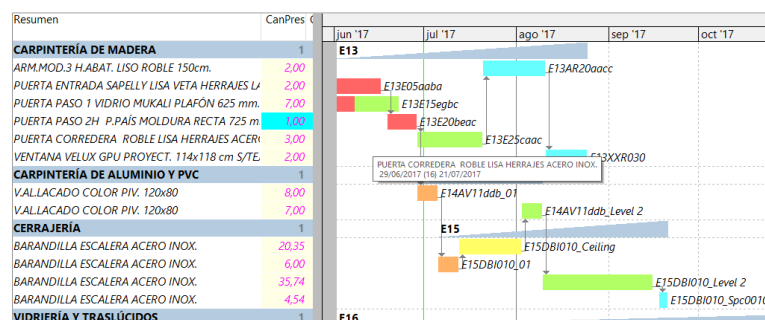 Resumen CanPres
jun '17 jul '17 ago '17 sep '17 oct '17
CARPINTERÍA DE MADERA 1 E13
ARM.MOD.3 H.ABAT. LISO ROBLE 150cm. 2,00 E13AR20aacc
PUERTA ENTRADA SAPELLY LISA VETA HERRAJES LA 2,00 E13E05aaba
PUERTA PASO 1 VIDRIO MUKALI PLAFÓN 625 mm. 7,00 E13E15egbc
PUERTA PASO 2H P.PAÍS MOLDURA RECTA 725 m. 1,00 E13E20beac
PUERTA CORREDERA ROBLE LISA HERRAJES ACER 3,00 E13E25caac
VENTANA VELUX GPU PROYECT. 114x118 cm S/TE 2,00 E13XXR030
PUERTA CORREDERA ROBLE LISA HERRAJES ACERO INOX.
29/06/2017 (16) 21/07/2017
CARPINTERÍA DE ALUMINIO Y PVC 1
V.AL.LACADO COLOR PIV. 120x80 8,00 E14AV11ddb_01
V.AL.LACADO COLOR PIV. 120x80 7,00 E14AV11ddb_Level 2
CERRAJERÍA 1 E15
BARANDILLA ESCALERA ACERO INOX. 20,35 E15DBI010_Ceiling
BARANDILLA ESCALERA ACERO INOX. 6,00 E15DBI010_01
BARANDILLA ESCALERA ACERO INOX. 35,74 E15DBI010_Level 2
BARANDILLA ESCALERA ACERO INOX. 4,54 E15DBI010_Spc0010
VIDRIERÍA Y TRASLÚCIDOS 1 E16